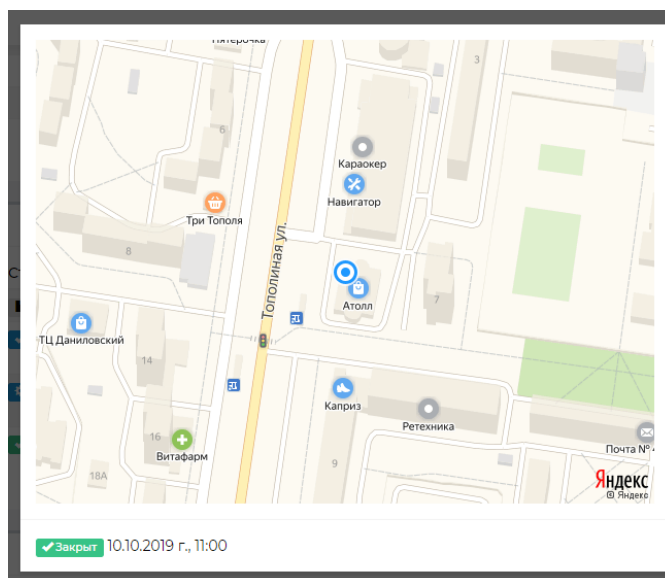 Пятерочка
3
6
Караокер
Навигатор
Три Тополя
Тополиная ул.
8
Атолл
7
ТЦ Даниловский
14
Каприз
Ретехника
16
Витафарм
Почта №
9
18А
Яндекс
© Яндекс
Закрыт 10.10.2019 г., 11:00